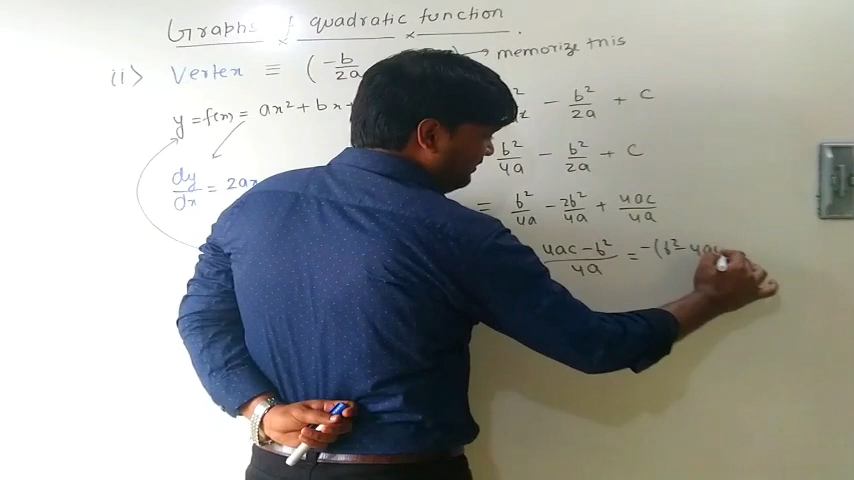 Graphs of quadratic function
ii> Vertex ≡ (-b/2a → memorize this
y = f(x) = ax² + bx + - b²/2a + c
dy/dx = 2ax b²/4a - b²/2a + c
= b²/4a - 2b²/4a + 4ac/4a
4ac - b²/4a = -(b² - 4ac